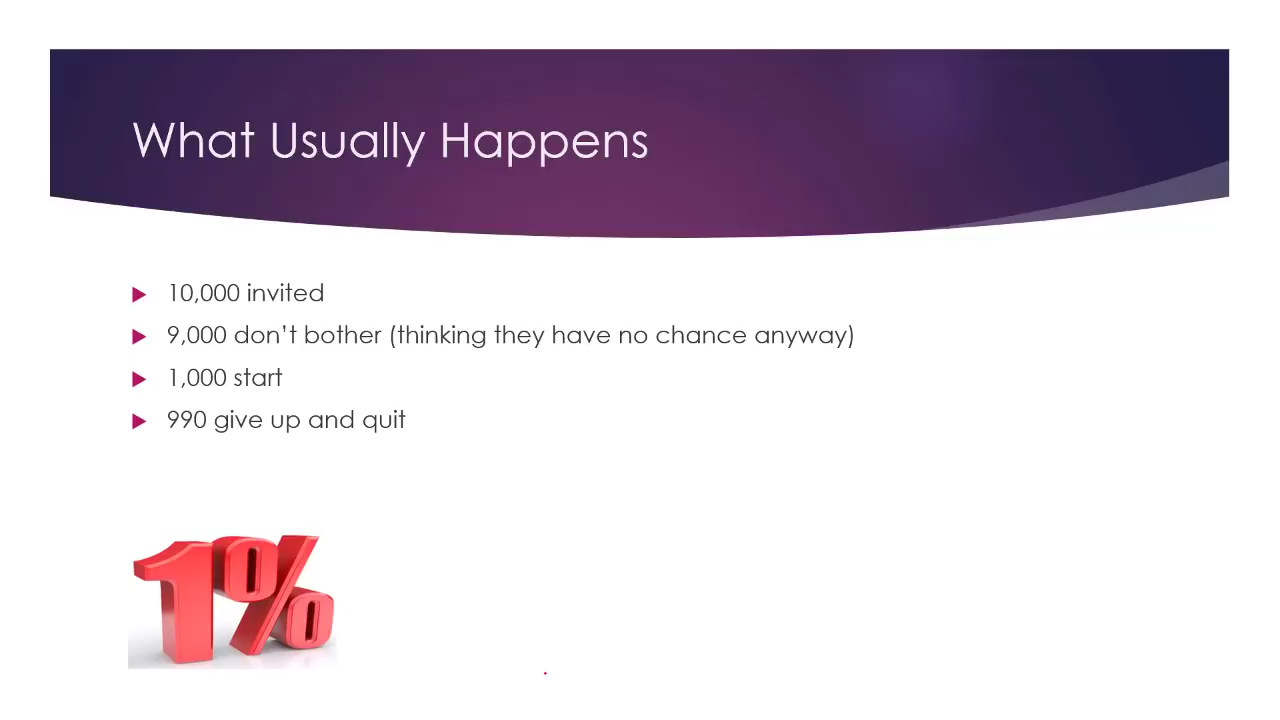 What Usually Happens
10,000 invited
9,000 don’t bother (thinking they have no chance anyway)
1,000 start
990 give up and quit
1%